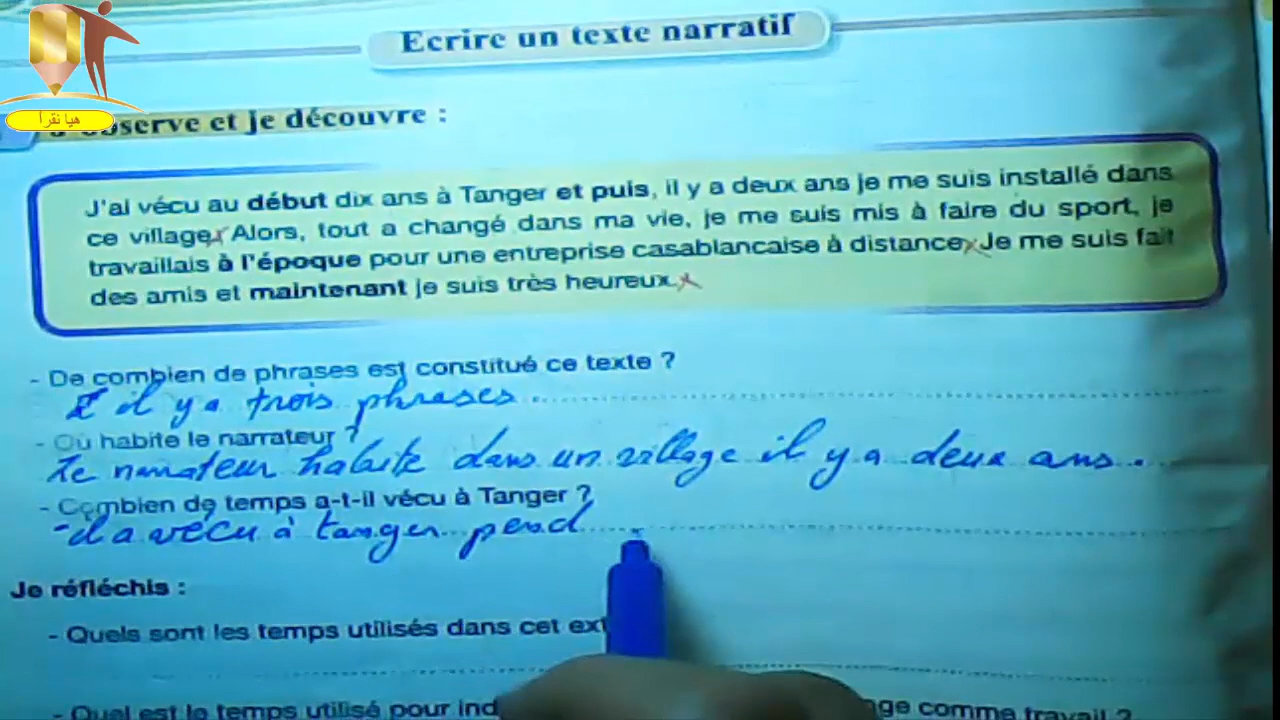 Ecrire un texte narratif
هيا نقرأ
J'observe et je découvre :
J'ai vécu au début dix ans à Tanger et puis, il y a deux ans je me suis installé dans
ce village. Alors, tout a changé dans ma vie, je me suis mis à faire du sport, je
travaillais à l'époque pour une entreprise casablancaise à distance. Je me suis fait
des amis et maintenant je suis très heureux.
- De combien de phrases est constitué ce texte ?
il y a trois phrases
- Où habite le narrateur ?
Le narrateur habite dans un village il y a deux ans.
- Combien de temps a-t-il vécu à Tanger ?
-il a vécu à tanger pend
Je réfléchis :
- Quels sont les temps utilisés dans cet ext
- Quel est le temps utilisé pour ind
ge comme travail ?